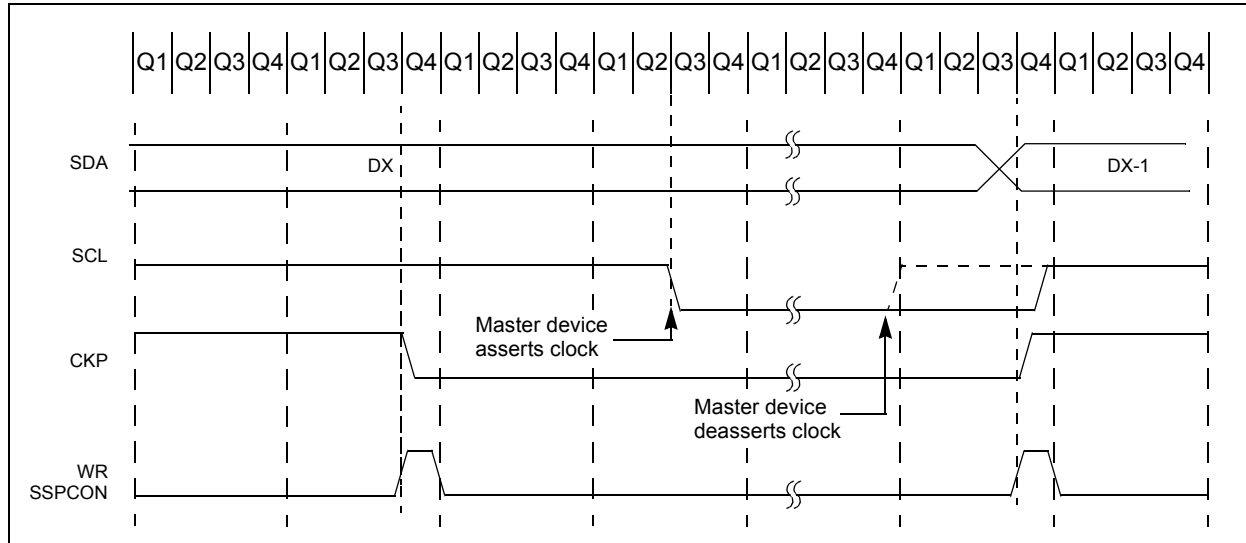 Q1 Q2 Q3 Q4 Q1 Q2 Q3 Q4 Q1 Q2 Q3 Q4 Q1 Q2 Q3 Q4 Q1 Q2 Q3 Q4 Q1 Q2 Q3 Q4 Q1 Q2 Q3 Q4
SDA
DX
DX-1
SCL
Master device
asserts clock
CKP
Master device
deasserts clock
WR
SSPCON